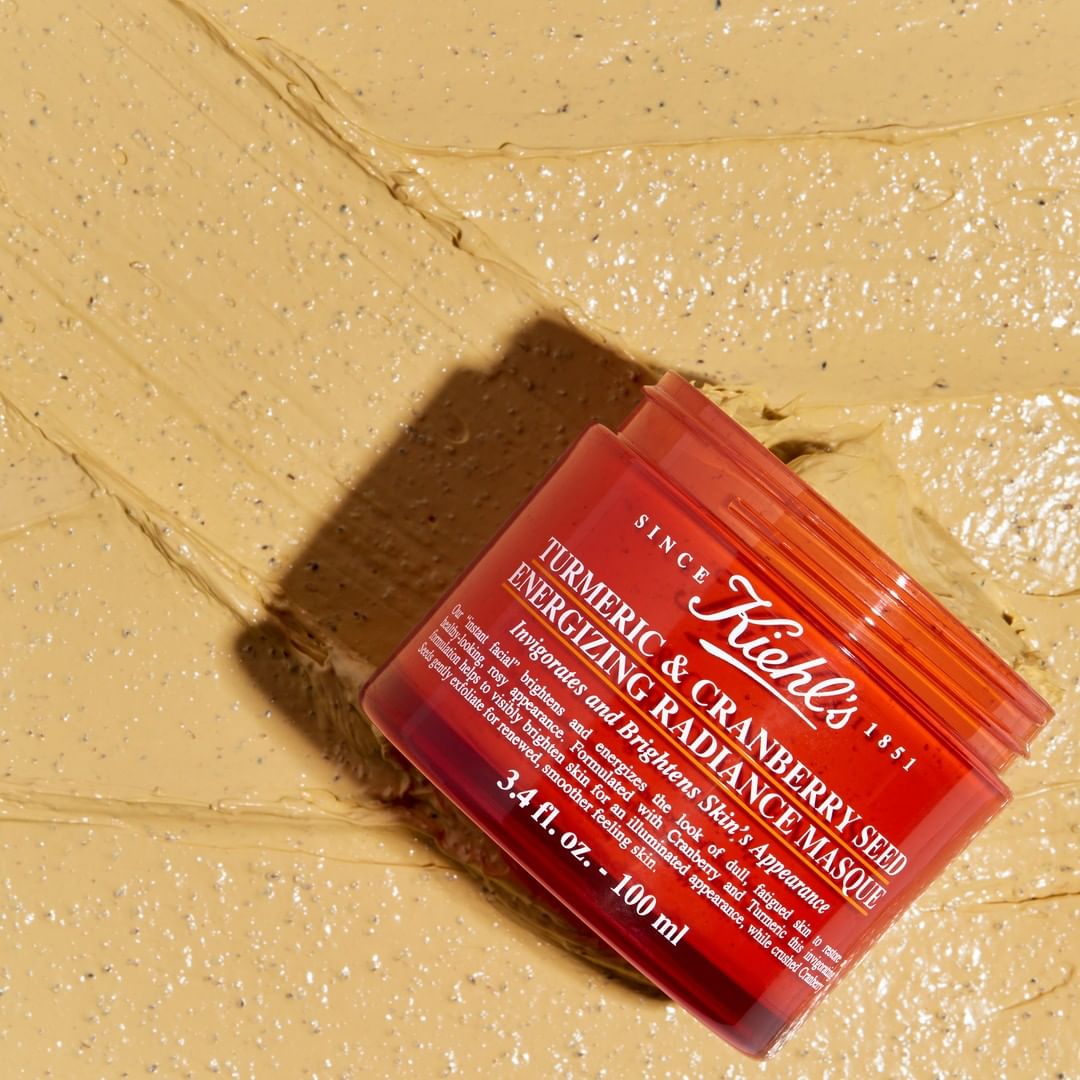 SINCE Kiehl's 1851
TURMERIC & CRANBERRY SEED
ENERGIZING RADIANCE MASQUE
Invigorates and Brightens Skin's Appearance
Our "instant facial" brightens and energizes the look of dull, fatigued skin to restore a
healthy-looking, rosy appearance. Formulated with Cranberry and Turmeric this invigorating
formulation helps to visibly brighten skin for an illuminated appearance, while crushed Cranberry
Seeds gently exfoliate for renewed, smoother feeling skin.
3.4 fl. oz. - 100 ml